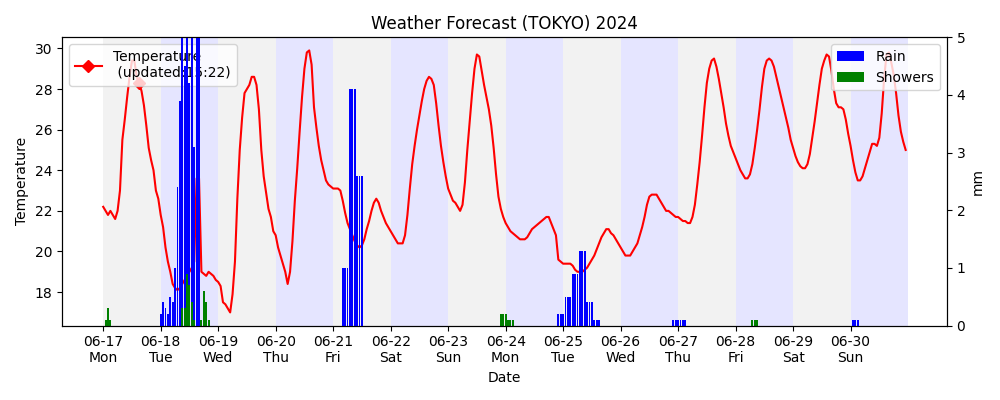 Weather Forecast (TOKYO) 2024
Temperature
(updated 15:22)
Rain
Showers
Temperature
30
28
26
24
22
20
18
5
4
3
2
1
0
mm
06-17 06-18 06-19 06-20 06-21 06-22 06-23 06-24 06-25 06-26 06-27 06-28 06-29 06-30
Mon Tue Wed Thu Fri Sat Sun Mon Tue Wed Thu Fri Sat Sun
Date